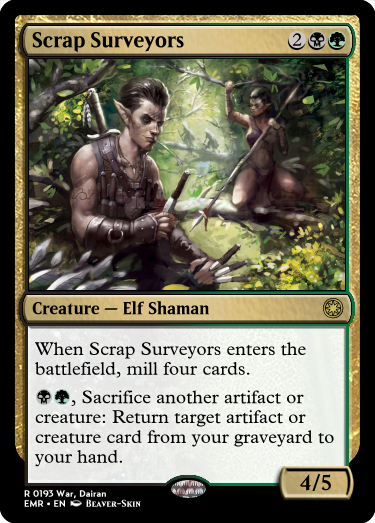 Scrap Surveyors 2
Creature — Elf Shaman
When Scrap Surveyors enters the
battlefield, mill four cards.
, Sacrifice another artifact or
creature: Return target artifact or
creature card from your graveyard to
your hand.
4/5
R 0193 War, Dairan
EMR • EN Beaver-Skin